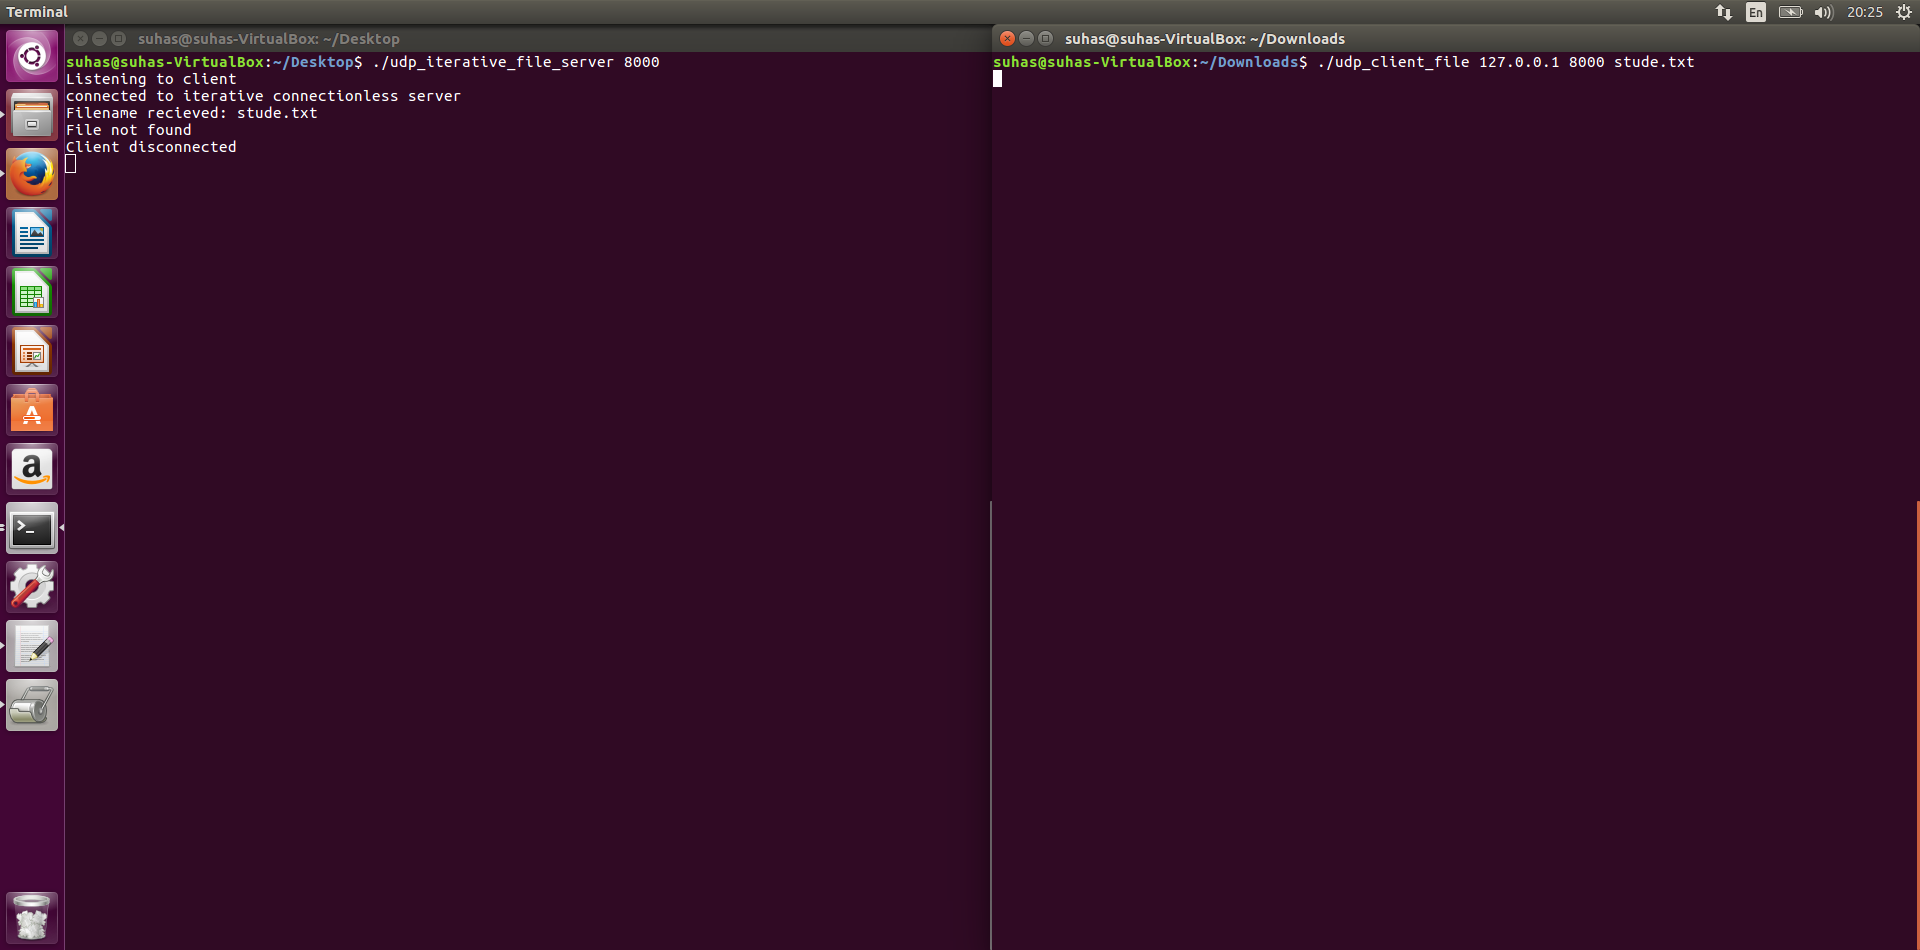 Terminal
En
20:25
suhas@suhas-VirtualBox: ~/Desktop
suhas@suhas-VirtualBox:~/Desktop$ ./udp_iterative_file_server 8000
Listening to client
connected to iterative connectionless server
Filename recieved: stude.txt
File not found
Client disconnected
suhas@suhas-VirtualBox: ~/Downloads
suhas@suhas-VirtualBox:~/Downloads$ ./udp_client_file 127.0.0.1 8000 stude.txt